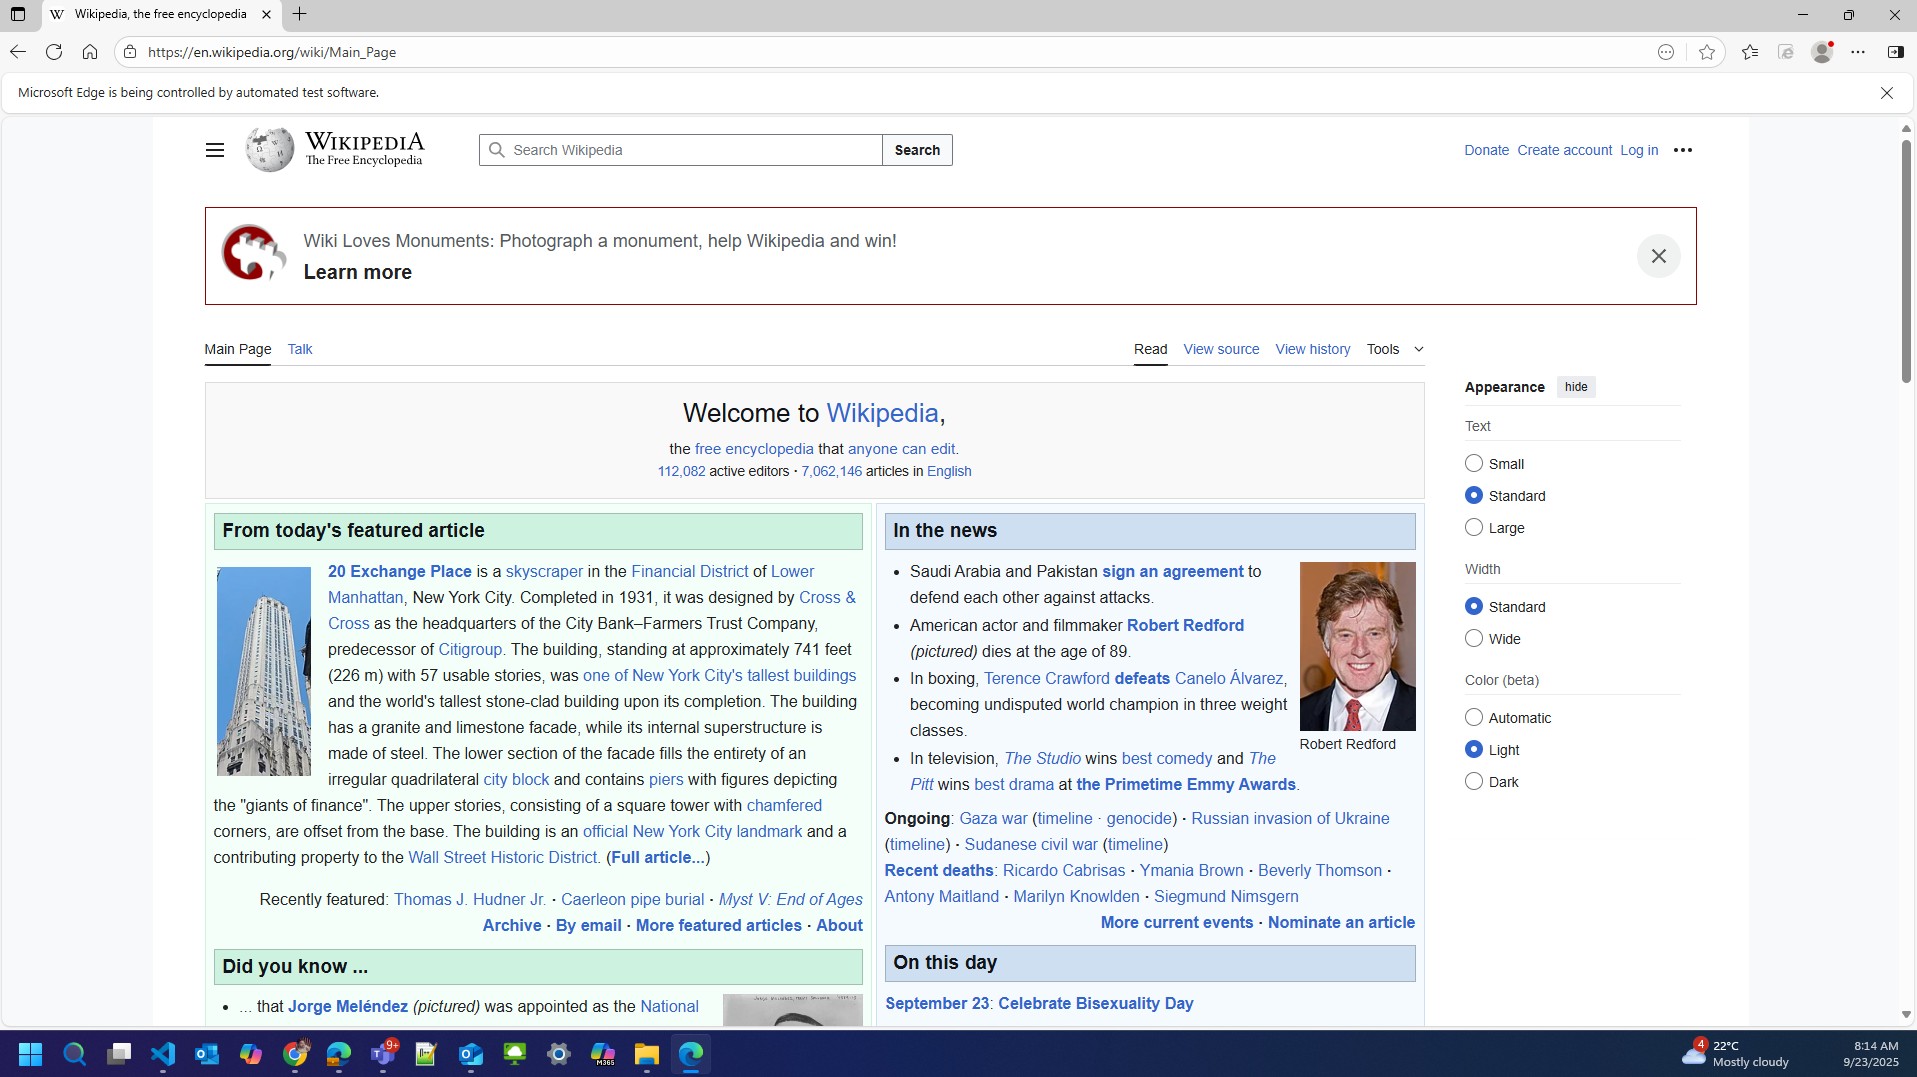 Wikipedia, the free encyclopedia
https://en.wikipedia.org/wiki/Main_Page
Microsoft Edge is being controlled by automated test software.
WIKIPEDIA
The Free Encyclopedia
Search Wikipedia
Search
Donate Create account Log in
Wiki Loves Monuments: Photograph a monument, help Wikipedia and win!
Learn more
Main Page Talk
Read View source View history Tools
Welcome to Wikipedia,
the free encyclopedia that anyone can edit.
112,082 active editors · 7,062,146 articles in English
From today's featured article
20 Exchange Place is a skyscraper in the Financial District of Lower
Manhattan, New York City. Completed in 1931, it was designed by Cross &
Cross as the headquarters of the City Bank–Farmers Trust Company,
predecessor of Citigroup. The building, standing at approximately 741 feet
(226 m) with 57 usable stories, was one of New York City's tallest buildings
and the world's tallest stone-clad building upon its completion. The building
has a granite and limestone facade, while its internal superstructure is
made of steel. The lower section of the facade fills the entirety of an
irregular quadrilateral city block and contains piers with figures depicting
the "giants of finance". The upper stories, consisting of a square tower with chamfered
corners, are offset from the base. The building is an official New York City landmark and a
contributing property to the Wall Street Historic District. (Full article...)
Recently featured: Thomas J. Hudner Jr. · Caerleon pipe burial · Myst V: End of Ages
Archive · By email · More featured articles · About
Did you know ...
... that Jorge Meléndez (pictured) was appointed as the National
In the news
Saudi Arabia and Pakistan sign an agreement to
defend each other against attacks.
American actor and filmmaker Robert Redford
(pictured) dies at the age of 89.
In boxing, Terence Crawford defeats Canelo Álvarez,
becoming undisputed world champion in three weight
classes.
In television, The Studio wins best comedy and The
Pitt wins best drama at the Primetime Emmy Awards.
Robert Redford
Ongoing: Gaza war (timeline · genocide) · Russian invasion of Ukraine
(timeline) · Sudanese civil war (timeline)
Recent deaths: Ricardo Cabrisas · Ymania Brown · Beverly Thomson ·
Antony Maitland · Marilyn Knowlden · Siegmund Nimsgern
More current events · Nominate an article
On this day
September 23: Celebrate Bisexuality Day
Appearance hide
Text
Small
Standard
Large
Width
Standard
Wide
Color (beta)
Automatic
Light
Dark
9+
M365
4
22°C
Mostly cloudy
8:14 AM
9/23/2025